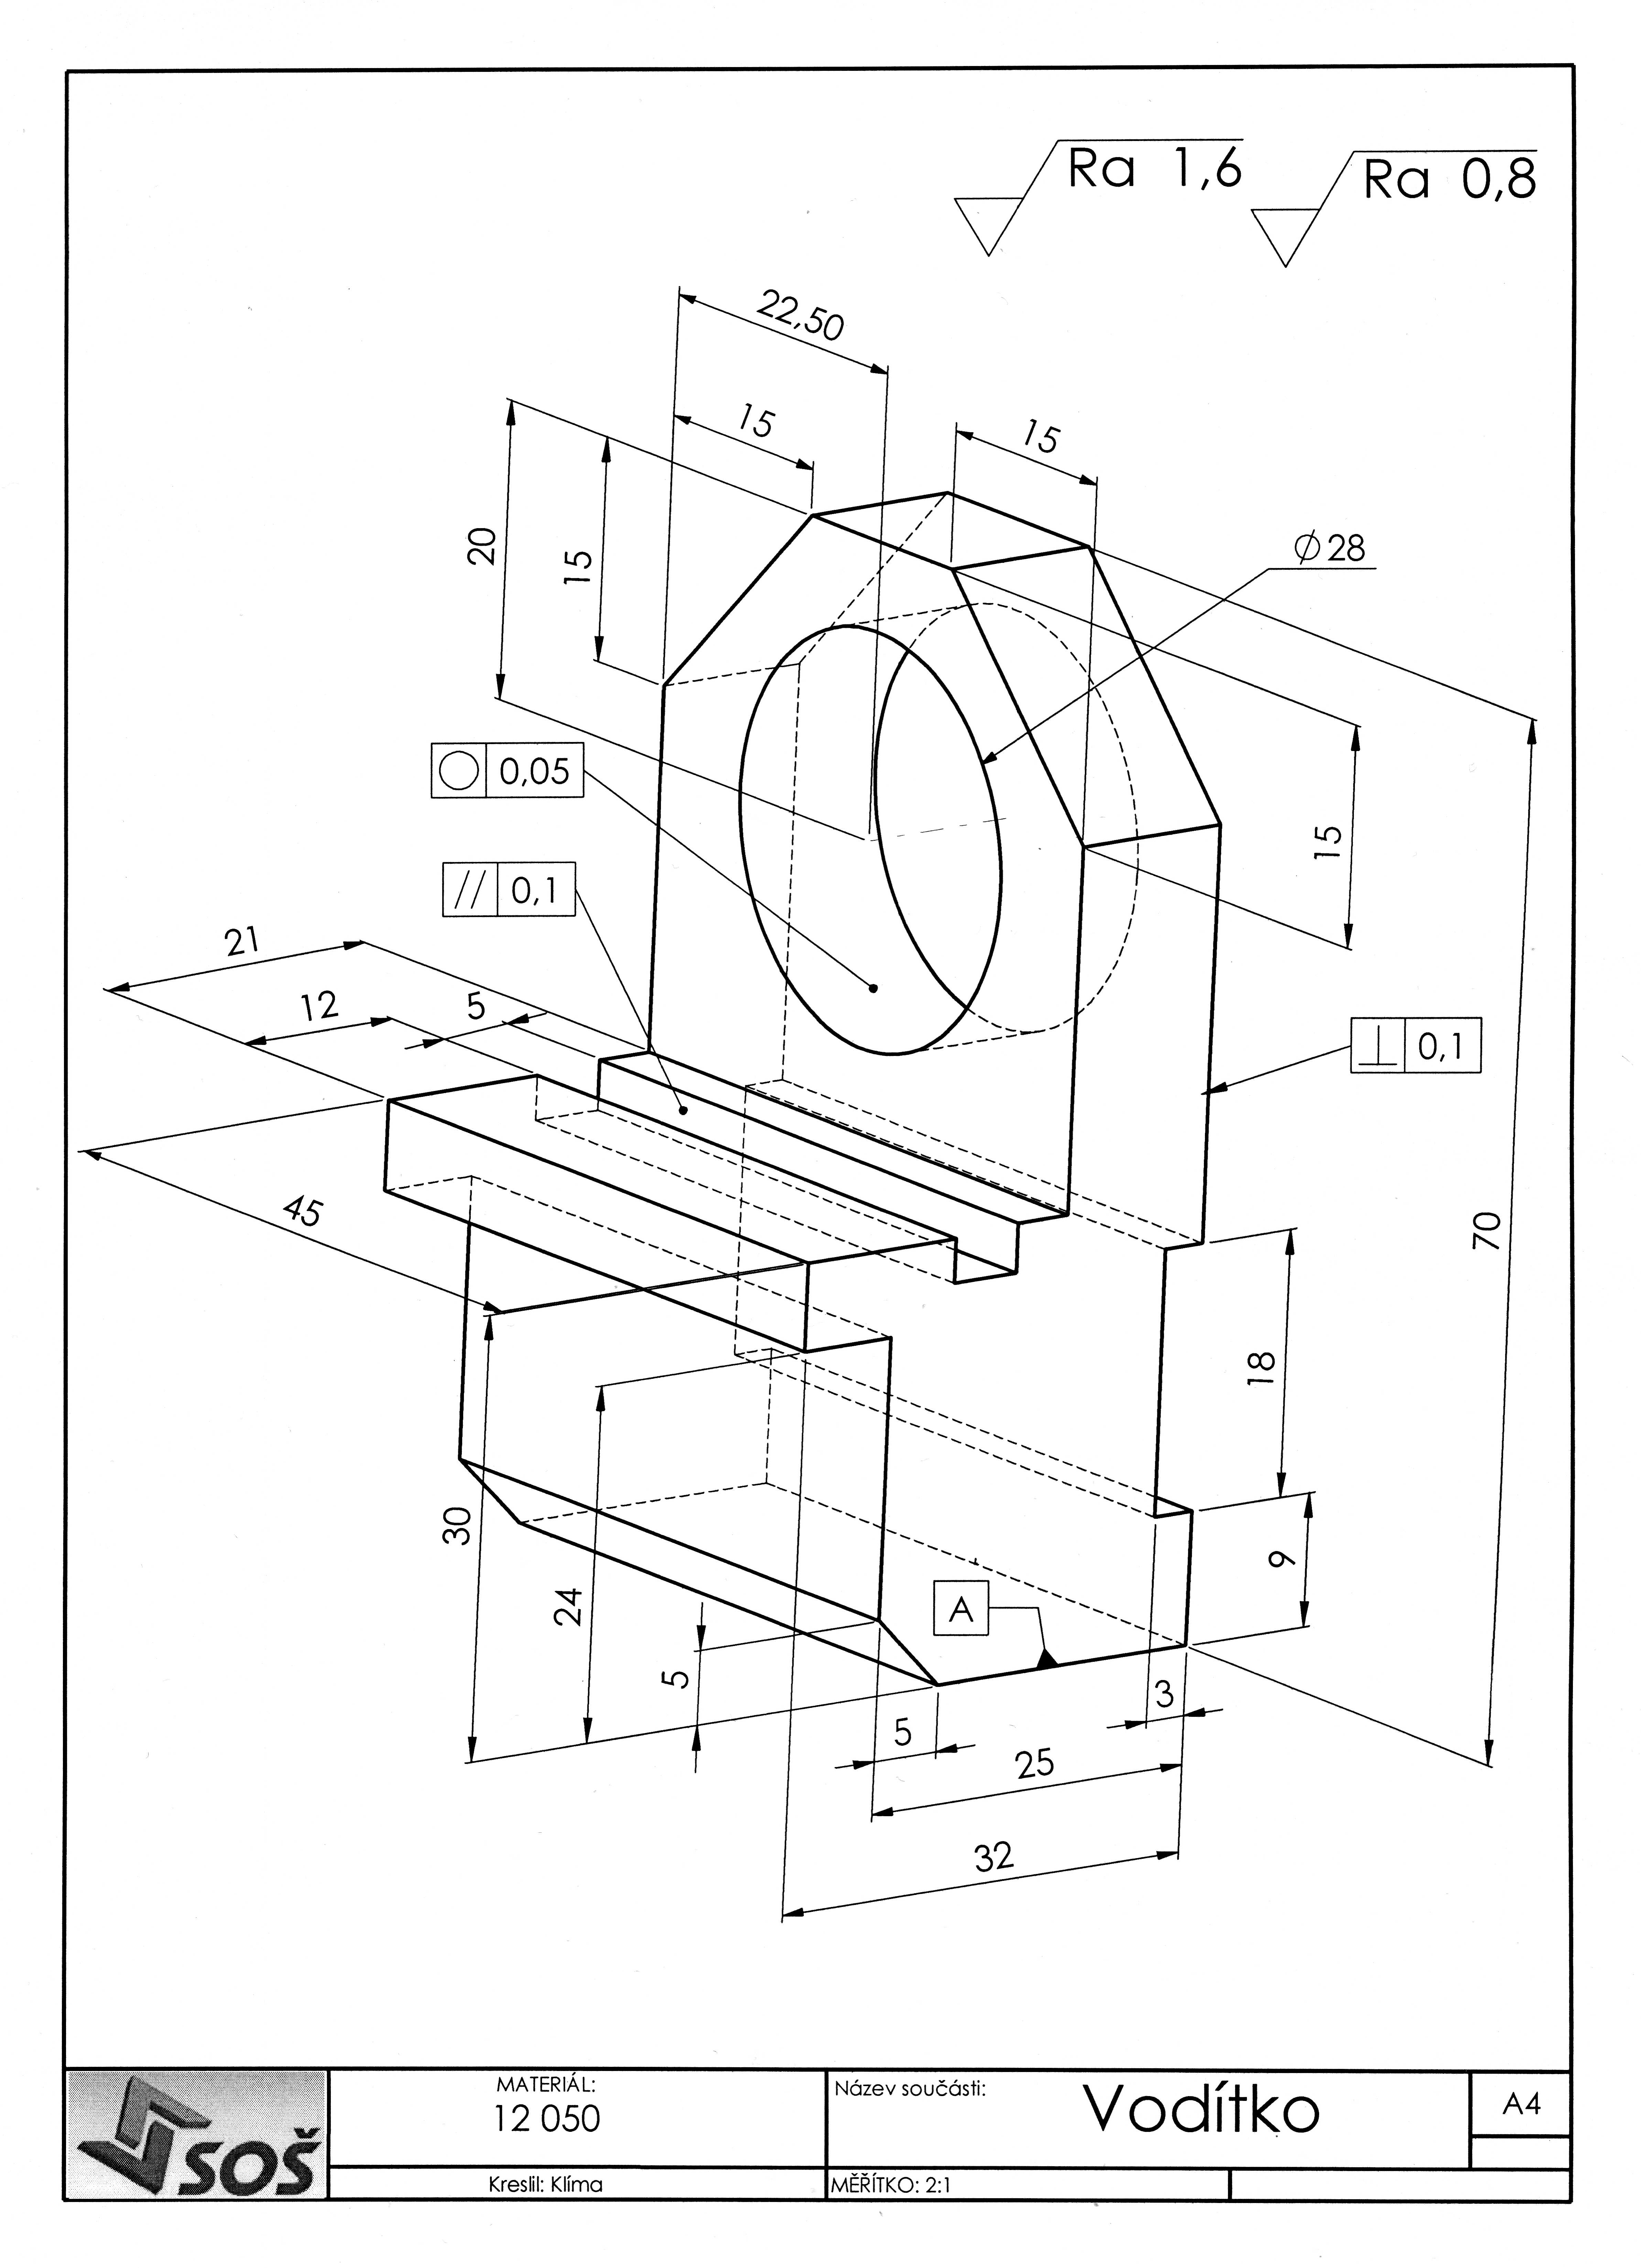 Ra 1,6
Ra 0,8
22,50
15
15
20
15
⌀28
○ 0,05
15
// 0,1
21
12
5
⊥ 0,1
45
70
18
30
24
9
A
5
5
3
25
32
SOŠ
MATERIÁL:
12 050
Kreslil: Klíma
Název součásti:
Vodítko
MĚŘÍTKO: 2:1
A4